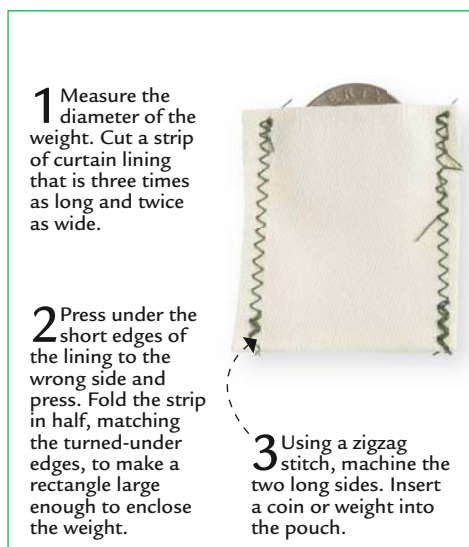 1 Measure the
diameter of the
weight. Cut a strip
of curtain lining
that is three times
as long and twice
as wide.
2 Press under the
short edges of
the lining to the
wrong side and
press. Fold the strip
in half, matching
the turned-under
edges, to make a
rectangle large
enough to enclose
the weight.
3 Using a zigzag
stitch, machine the
two long sides. Insert
a coin or weight into
the pouch.